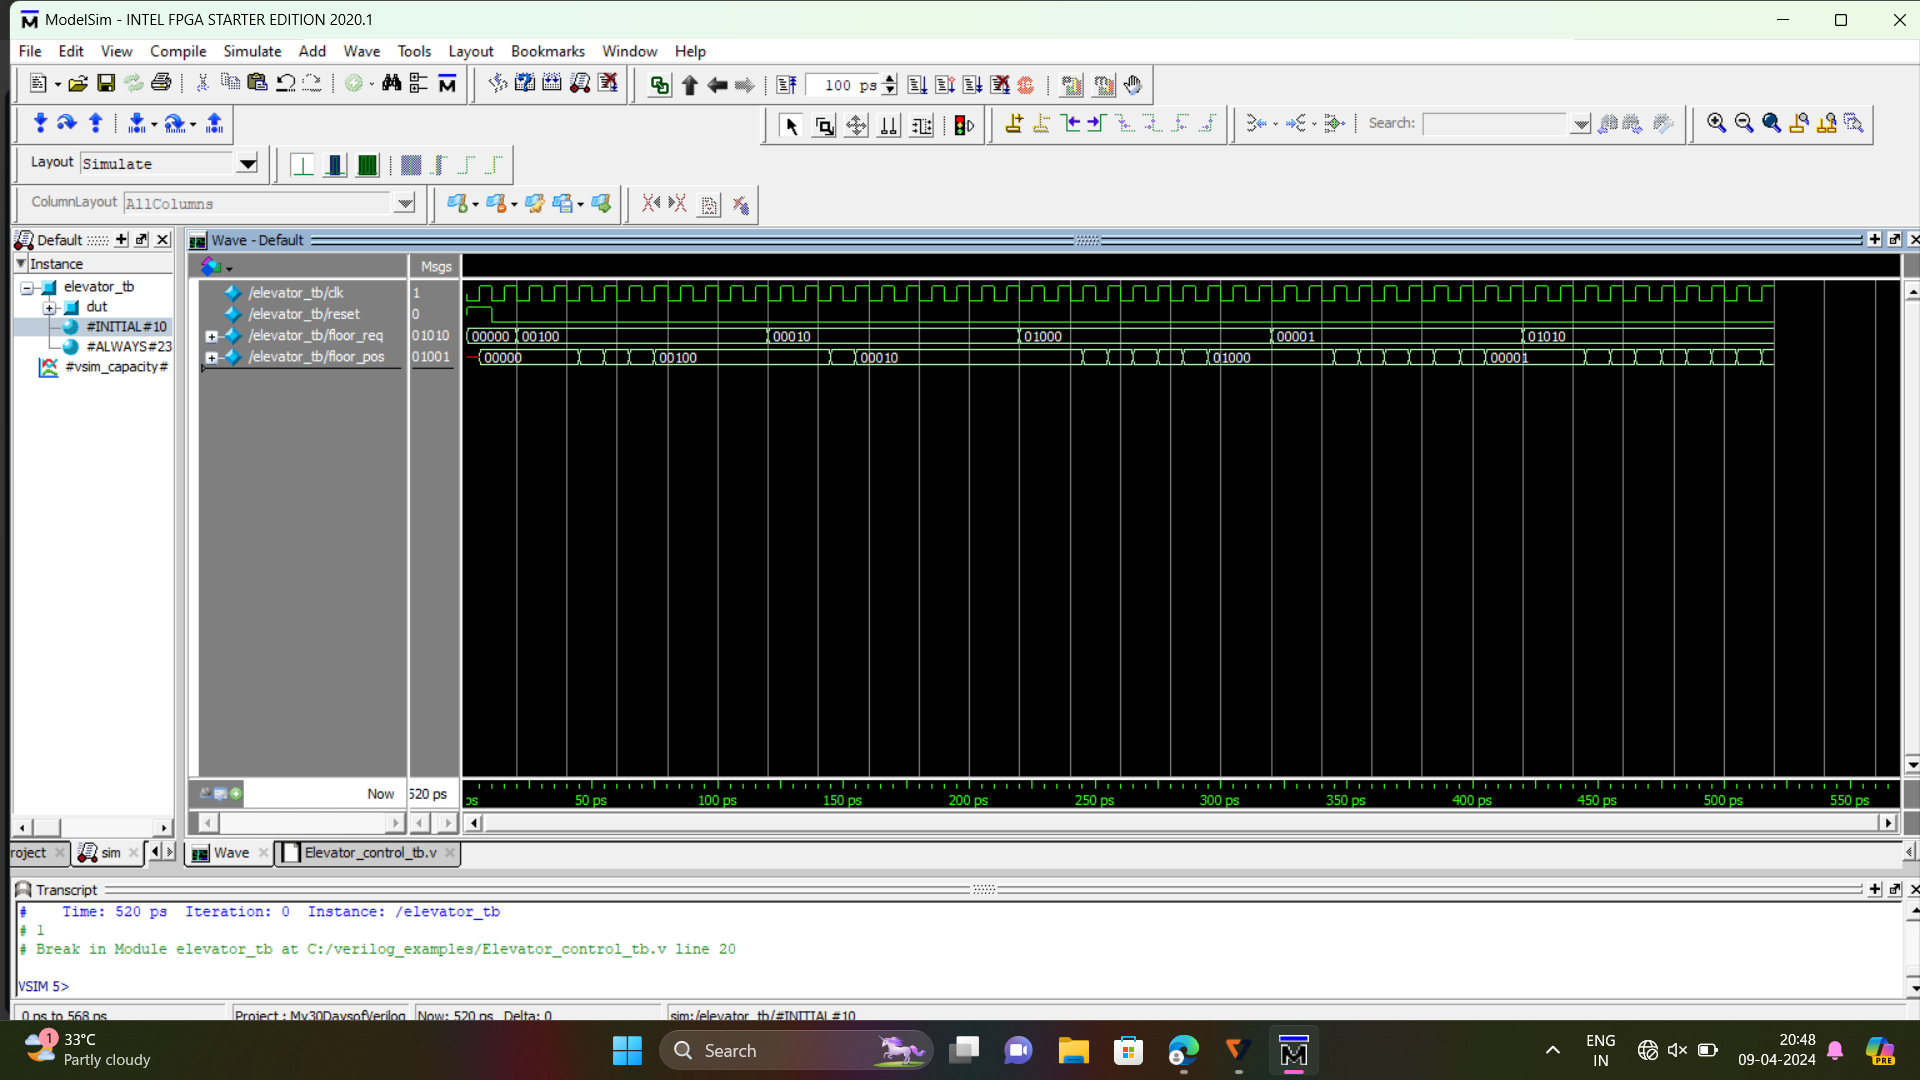 ModelSim - INTEL FPGA STARTER EDITION 2020.1
File Edit View Compile Simulate Add Wave Tools Layout Bookmarks Window Help
100 ps
Search:
Layout Simulate
ColumnLayout AllColumns
Default
Wave - Default
Instance
Msgs
elevator_tb
dut
#INITIAL#10
#ALWAYS#23
#vsim_capacity#
/elevator_tb/clk 1
/elevator_tb/reset 0
/elevator_tb/floor_req 01010 00000 00100 00010 01000 00001 01010
/elevator_tb/floor_pos 01001 00000 00100 00010 01000 00001
Now 520 ps
ps 50 ps 100 ps 150 ps 200 ps 250 ps 300 ps 350 ps 400 ps 450 ps 500 ps 550 ps
roject sim Wave Elevator_control_tb.v
Transcript
# Time: 520 ps Iteration: 0 Instance: /elevator_tb
# 1
# Break in Module elevator_tb at C:/verilog_examples/Elevator_control_tb.v line 20
VSIM 5>
0 ps to 568 ps Project : My30DaysofVerilog Now: 520 ps Delta: 0 sim:/elevator_tb/#INITIAL#10
1
33°C
Partly cloudy
Search
ENG
IN
20:48
09-04-2024
PRE